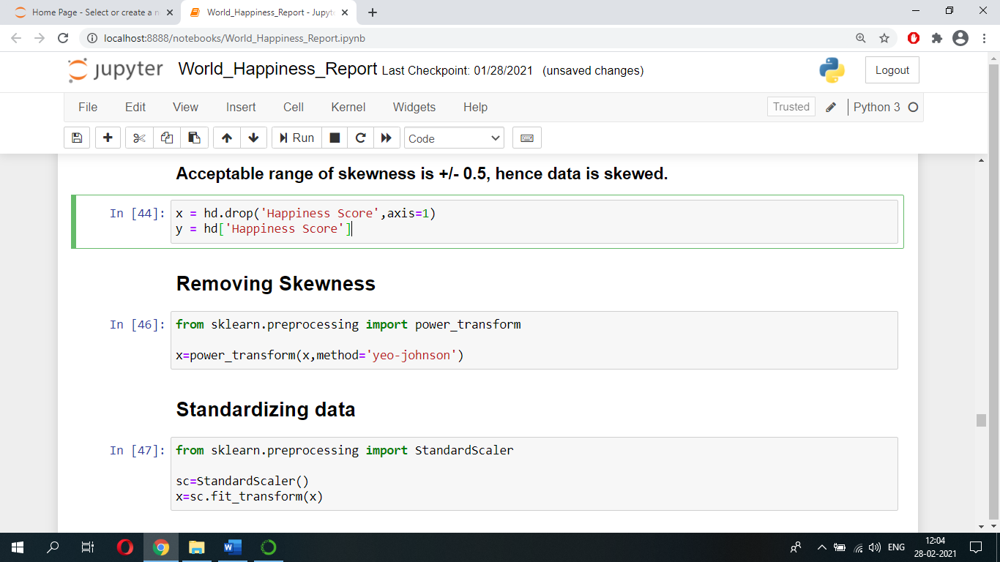 Home Page - Select or create a n
World_Happiness_Report - Jupyte
localhost:8888/notebooks/World_Happiness_Report.ipynb
jupyter World_Happiness_Report Last Checkpoint: 01/28/2021 (unsaved changes) Logout
File Edit View Insert Cell Kernel Widgets Help Trusted Python 3
Run Code
Acceptable range of skewness is +/- 0.5, hence data is skewed.
In [44]: x = hd.drop('Happiness Score',axis=1)
y = hd['Happiness Score']
Removing Skewness
In [46]: from sklearn.preprocessing import power_transform
x=power_transform(x,method='yeo-johnson')
Standardizing data
In [47]: from sklearn.preprocessing import StandardScaler
sc=StandardScaler()
x=sc.fit_transform(x)
ENG 12:04
28-02-2021